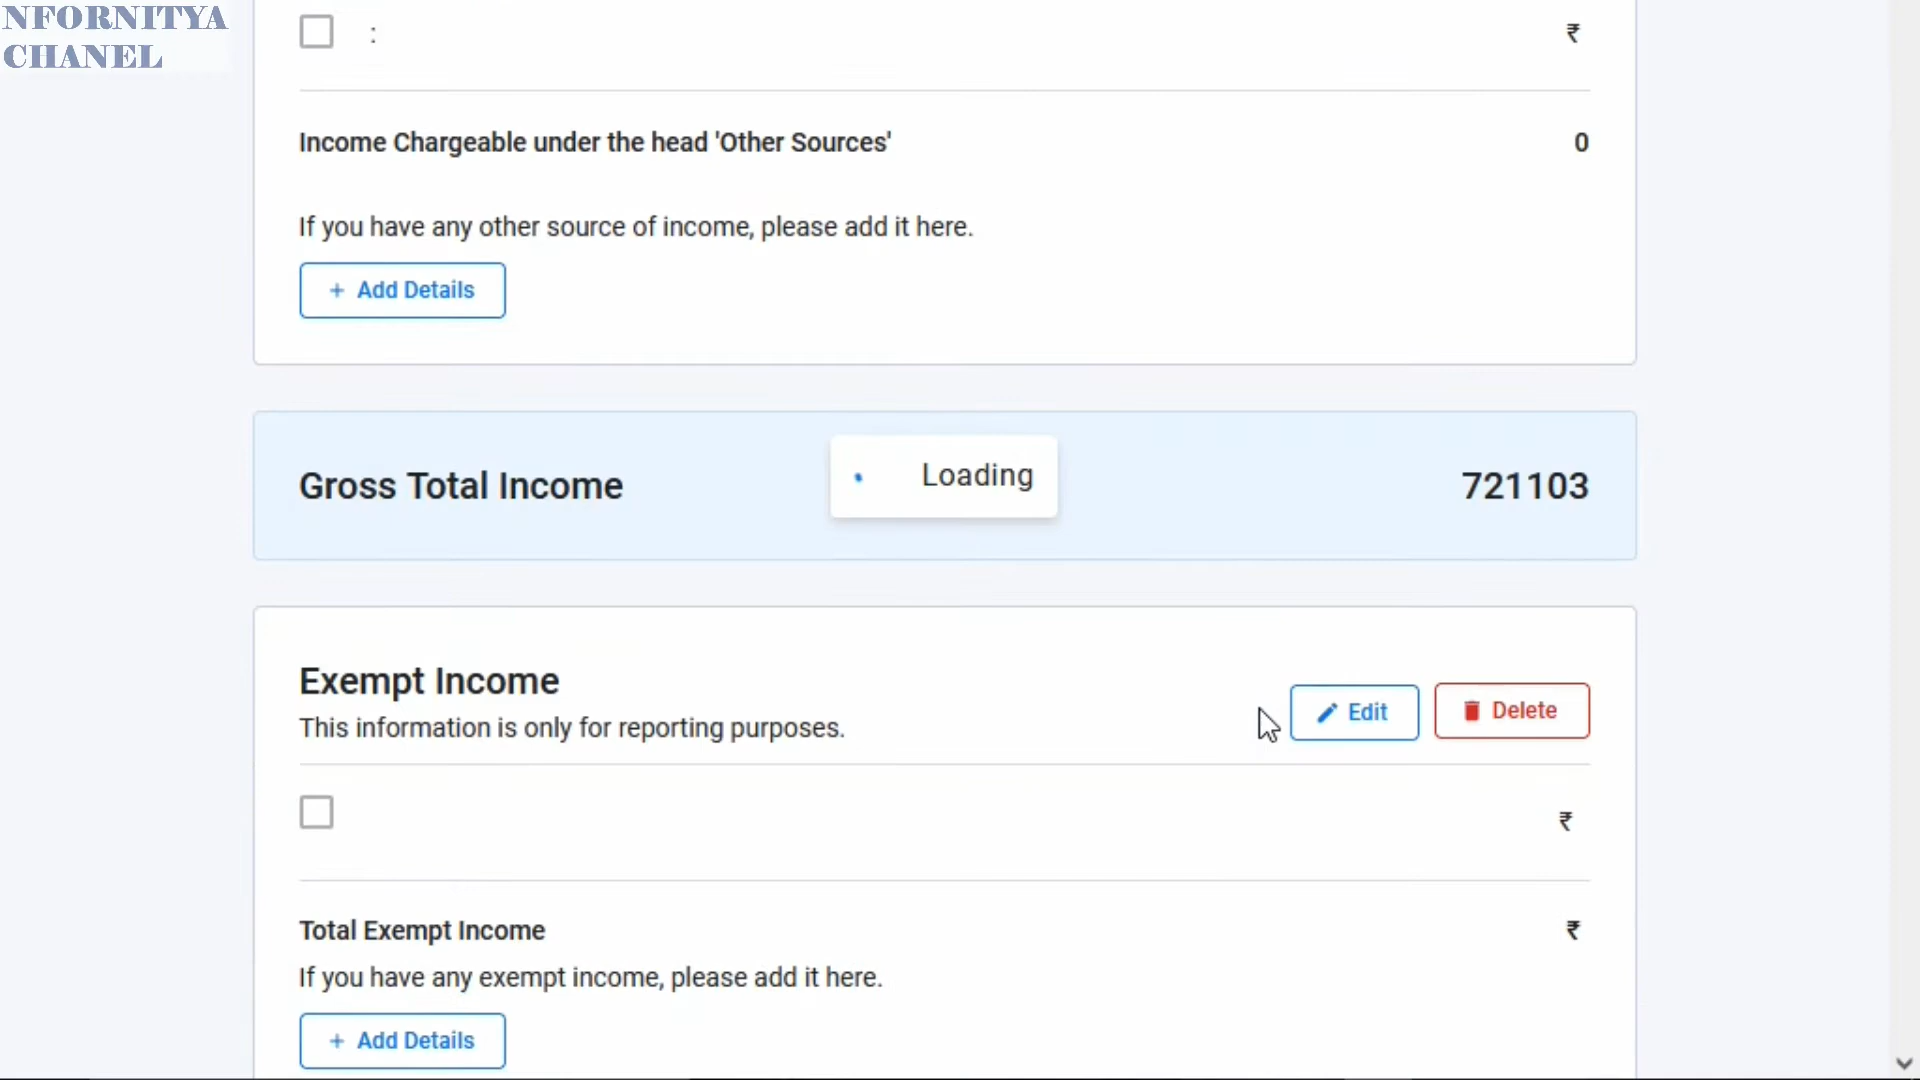 NFORNITYA
CHANEL
: ₹
Income Chargeable under the head 'Other Sources' 0
If you have any other source of income, please add it here.
+ Add Details
Gross Total Income 721103
Loading
Exempt Income
This information is only for reporting purposes.
Edit Delete
₹
Total Exempt Income ₹
If you have any exempt income, please add it here.
+ Add Details